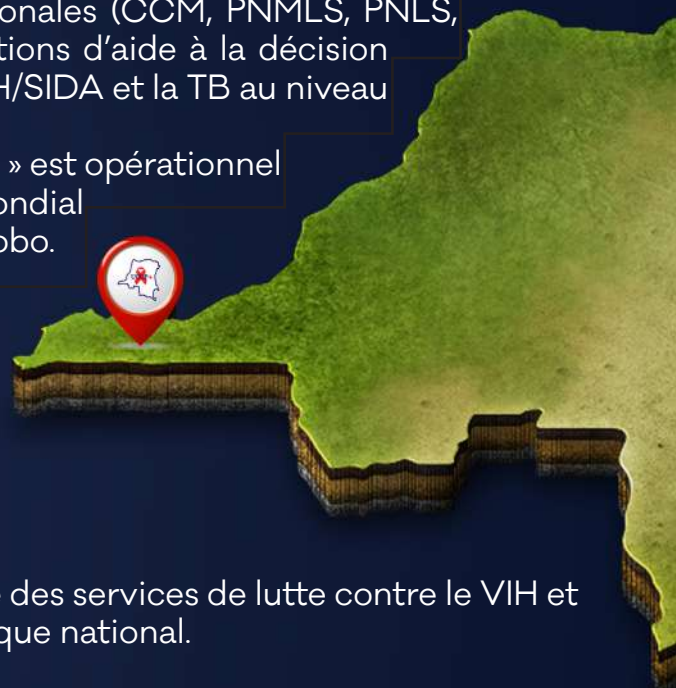 onales (CCM, PNMLS, PNLS,
tions d'aide à la décision
H/SIDA et la TB au niveau
» est opérationnel
ondial
obo.
des services de lutte contre le VIH et
que national.